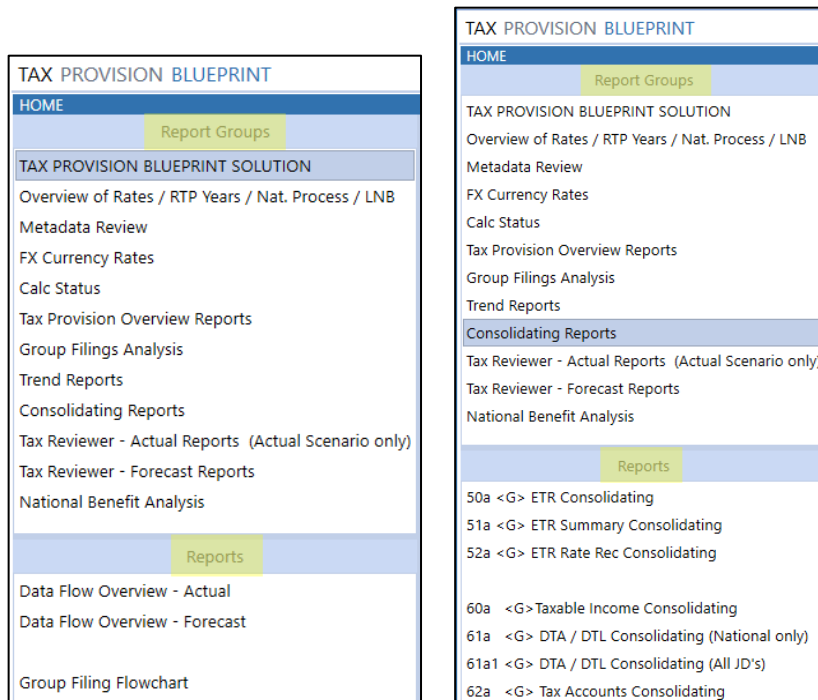 TAX PROVISION BLUEPRINT
HOME
Report Groups
TAX PROVISION BLUEPRINT SOLUTION
Overview of Rates / RTP Years / Nat. Process / LNB
Metadata Review
FX Currency Rates
Calc Status
Tax Provision Overview Reports
Group Filings Analysis
Trend Reports
Consolidating Reports
Tax Reviewer - Actual Reports (Actual Scenario only)
Tax Reviewer - Forecast Reports
National Benefit Analysis
Reports
Data Flow Overview - Actual
Data Flow Overview - Forecast
Group Filing Flowchart
TAX PROVISION BLUEPRINT
HOME
Report Groups
TAX PROVISION BLUEPRINT SOLUTION
Overview of Rates / RTP Years / Nat. Process / LNB
Metadata Review
FX Currency Rates
Calc Status
Tax Provision Overview Reports
Group Filings Analysis
Trend Reports
Consolidating Reports
Tax Reviewer - Actual Reports (Actual Scenario only)
Tax Reviewer - Forecast Reports
National Benefit Analysis
Reports
50a <G> ETR Consolidating
51a <G> ETR Summary Consolidating
52a <G> ETR Rate Rec Consolidating
60a <G>Taxable Income Consolidating
61a <G> DTA / DTL Consolidating (National only)
61a1 <G> DTA / DTL Consolidating (All JD's)
62a <G> Tax Accounts Consolidating